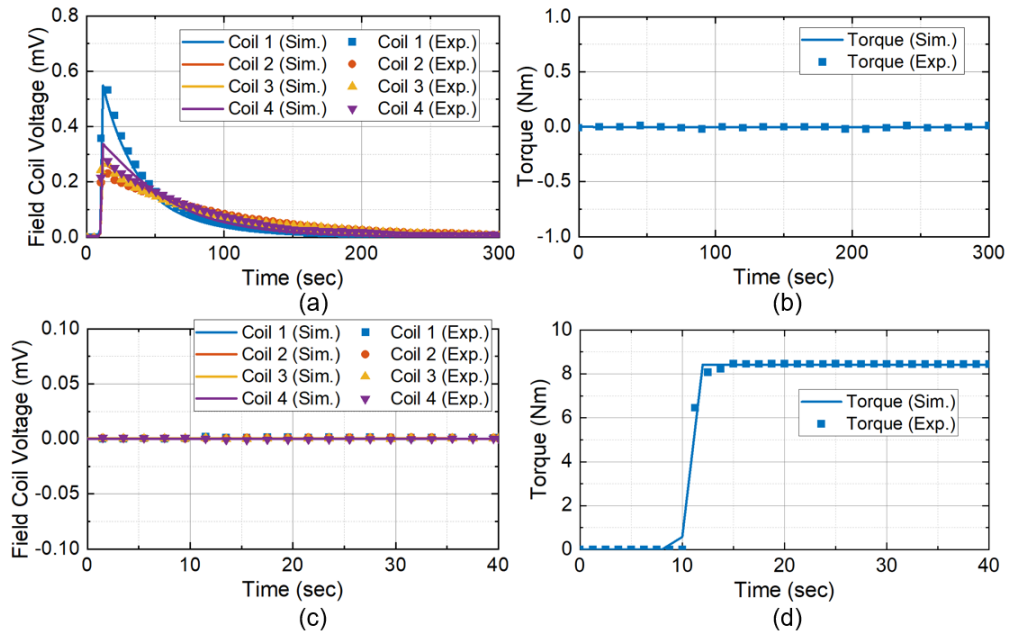 0.8
0.6
0.4
0.2
0.0
Field Coil Voltage (mV)
Coil 1 (Sim.) Coil 1 (Exp.)
Coil 2 (Sim.) Coil 2 (Exp.)
Coil 3 (Sim.) Coil 3 (Exp.)
Coil 4 (Sim.) Coil 4 (Exp.)
0 100 200 300
Time (sec)
(a)
1.0
0.5
0.0
-0.5
-1.0
Torque (Nm)
Torque (Sim.)
Torque (Exp.)
0 100 200 300
Time (sec)
(b)
0.10
0.05
0.00
-0.05
-0.10
Field Coil Voltage (mV)
Coil 1 (Sim.) Coil 1 (Exp.)
Coil 2 (Sim.) Coil 2 (Exp.)
Coil 3 (Sim.) Coil 3 (Exp.)
Coil 4 (Sim.) Coil 4 (Exp.)
0 10 20 30 40
Time (sec)
(c)
10
8
6
4
2
0
Torque (Nm)
Torque (Sim.)
Torque (Exp.)
0 10 20 30 40
Time (sec)
(d)